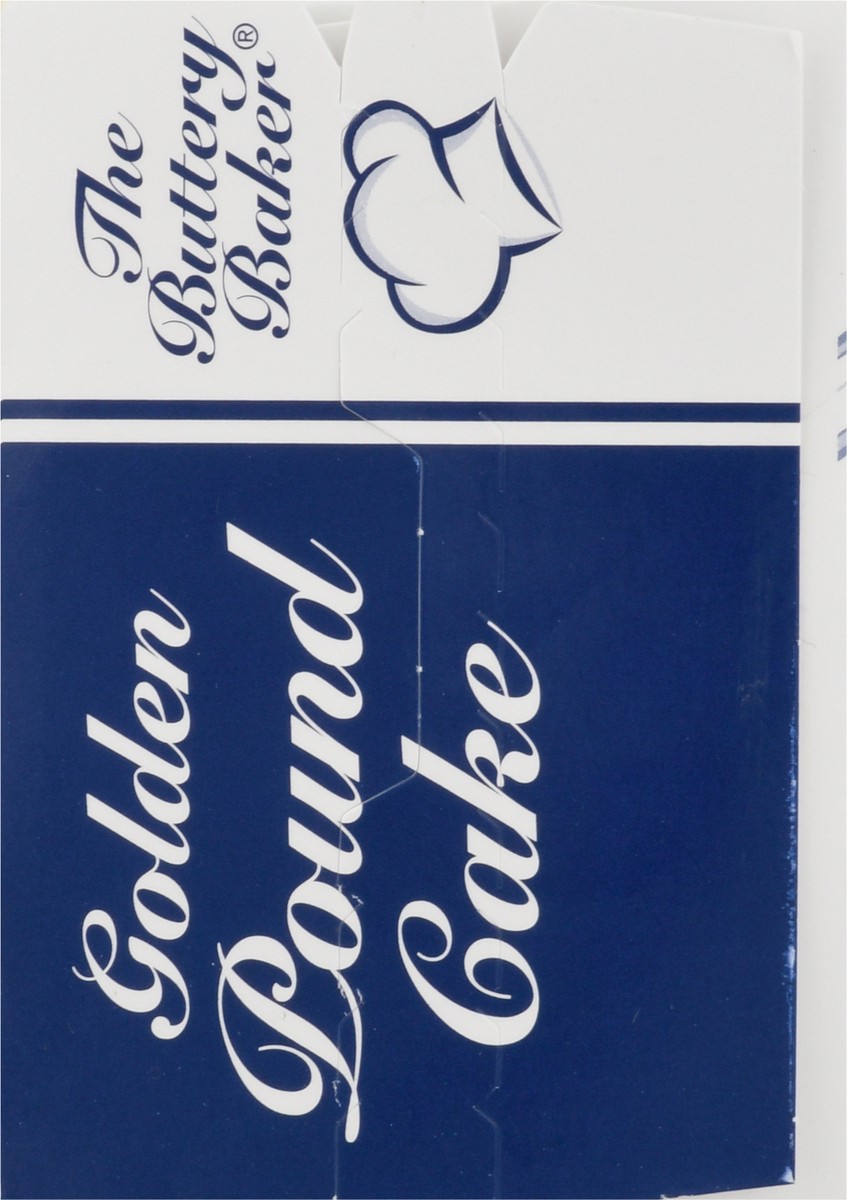 The
Buttery
Baker®
Golden
Pound
Cake